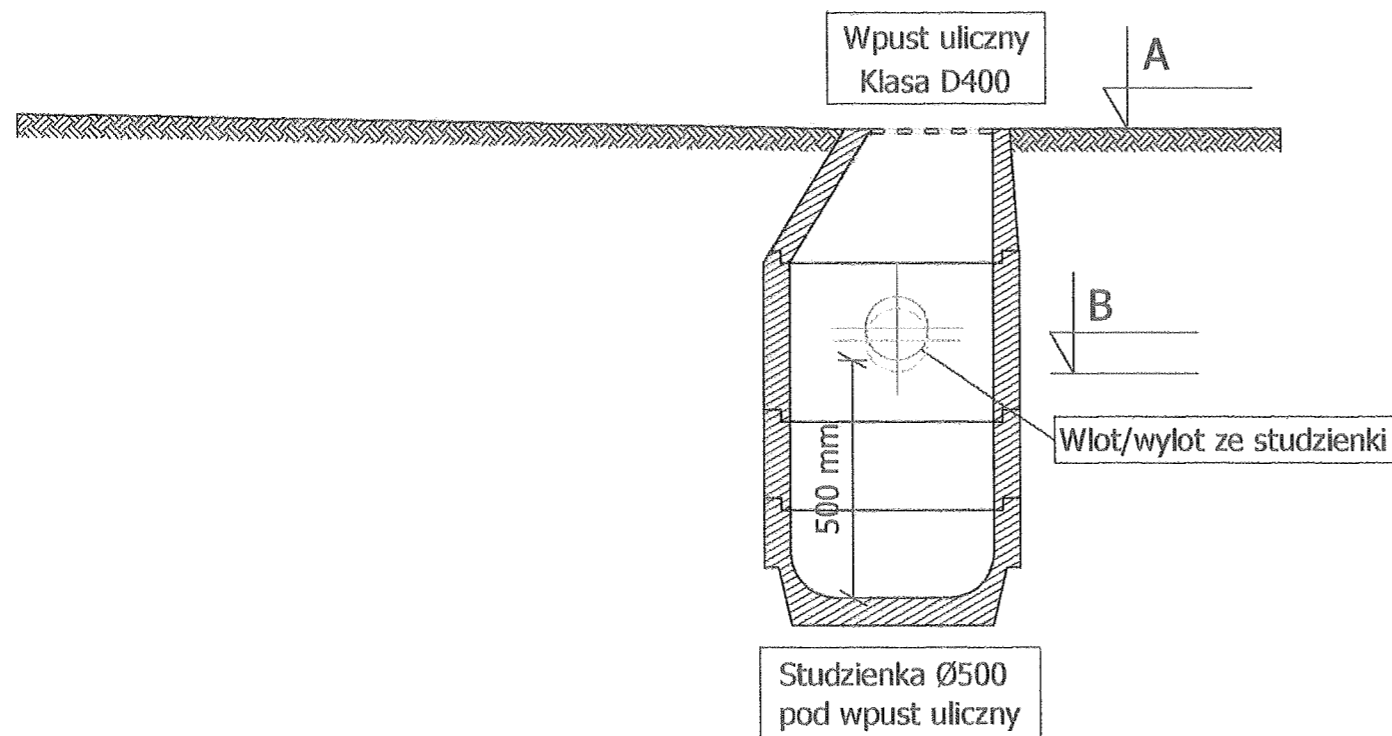 Wpust uliczny
Klasa D400
A
B
Wlot/wylot ze studzienki
500 mm
Studzienka Ø500
pod wpust uliczny